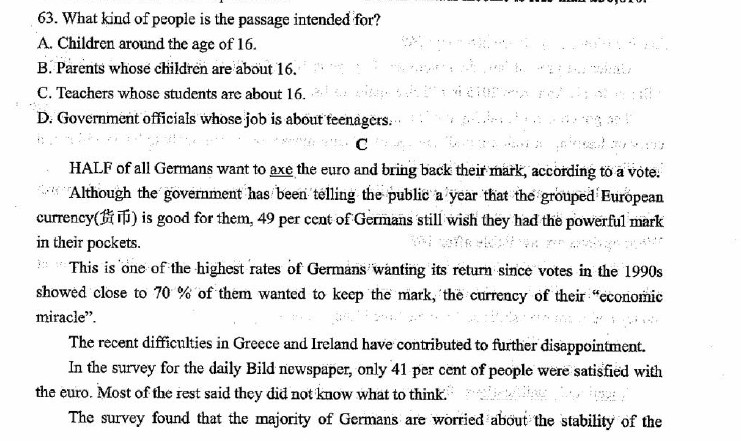 63. What kind of people is the passage intended for?
A. Children around the age of 16.
B. Parents whose children are about 16.
C. Teachers whose students are about 16.
D. Government officials whose job is about teenagers.
C
HALF of all Germans want to axe the euro and bring back their mark, according to a vote.
Although the government has been telling the public a year that the grouped European
currency(货币) is good for them, 49 per cent of Germans still wish they had the powerful mark
in their pockets.
This is one of the highest rates of Germans wanting its return since votes in the 1990s
showed close to 70 % of them wanted to keep the mark, the currency of their “economic
miracle”.
The recent difficulties in Greece and Ireland have contributed to further disappointment.
In the survey for the daily Bild newspaper, only 41 per cent of people were satisfied with
the euro. Most of the rest said they did not know what to think.
The survey found that the majority of Germans are worried about the stability of the